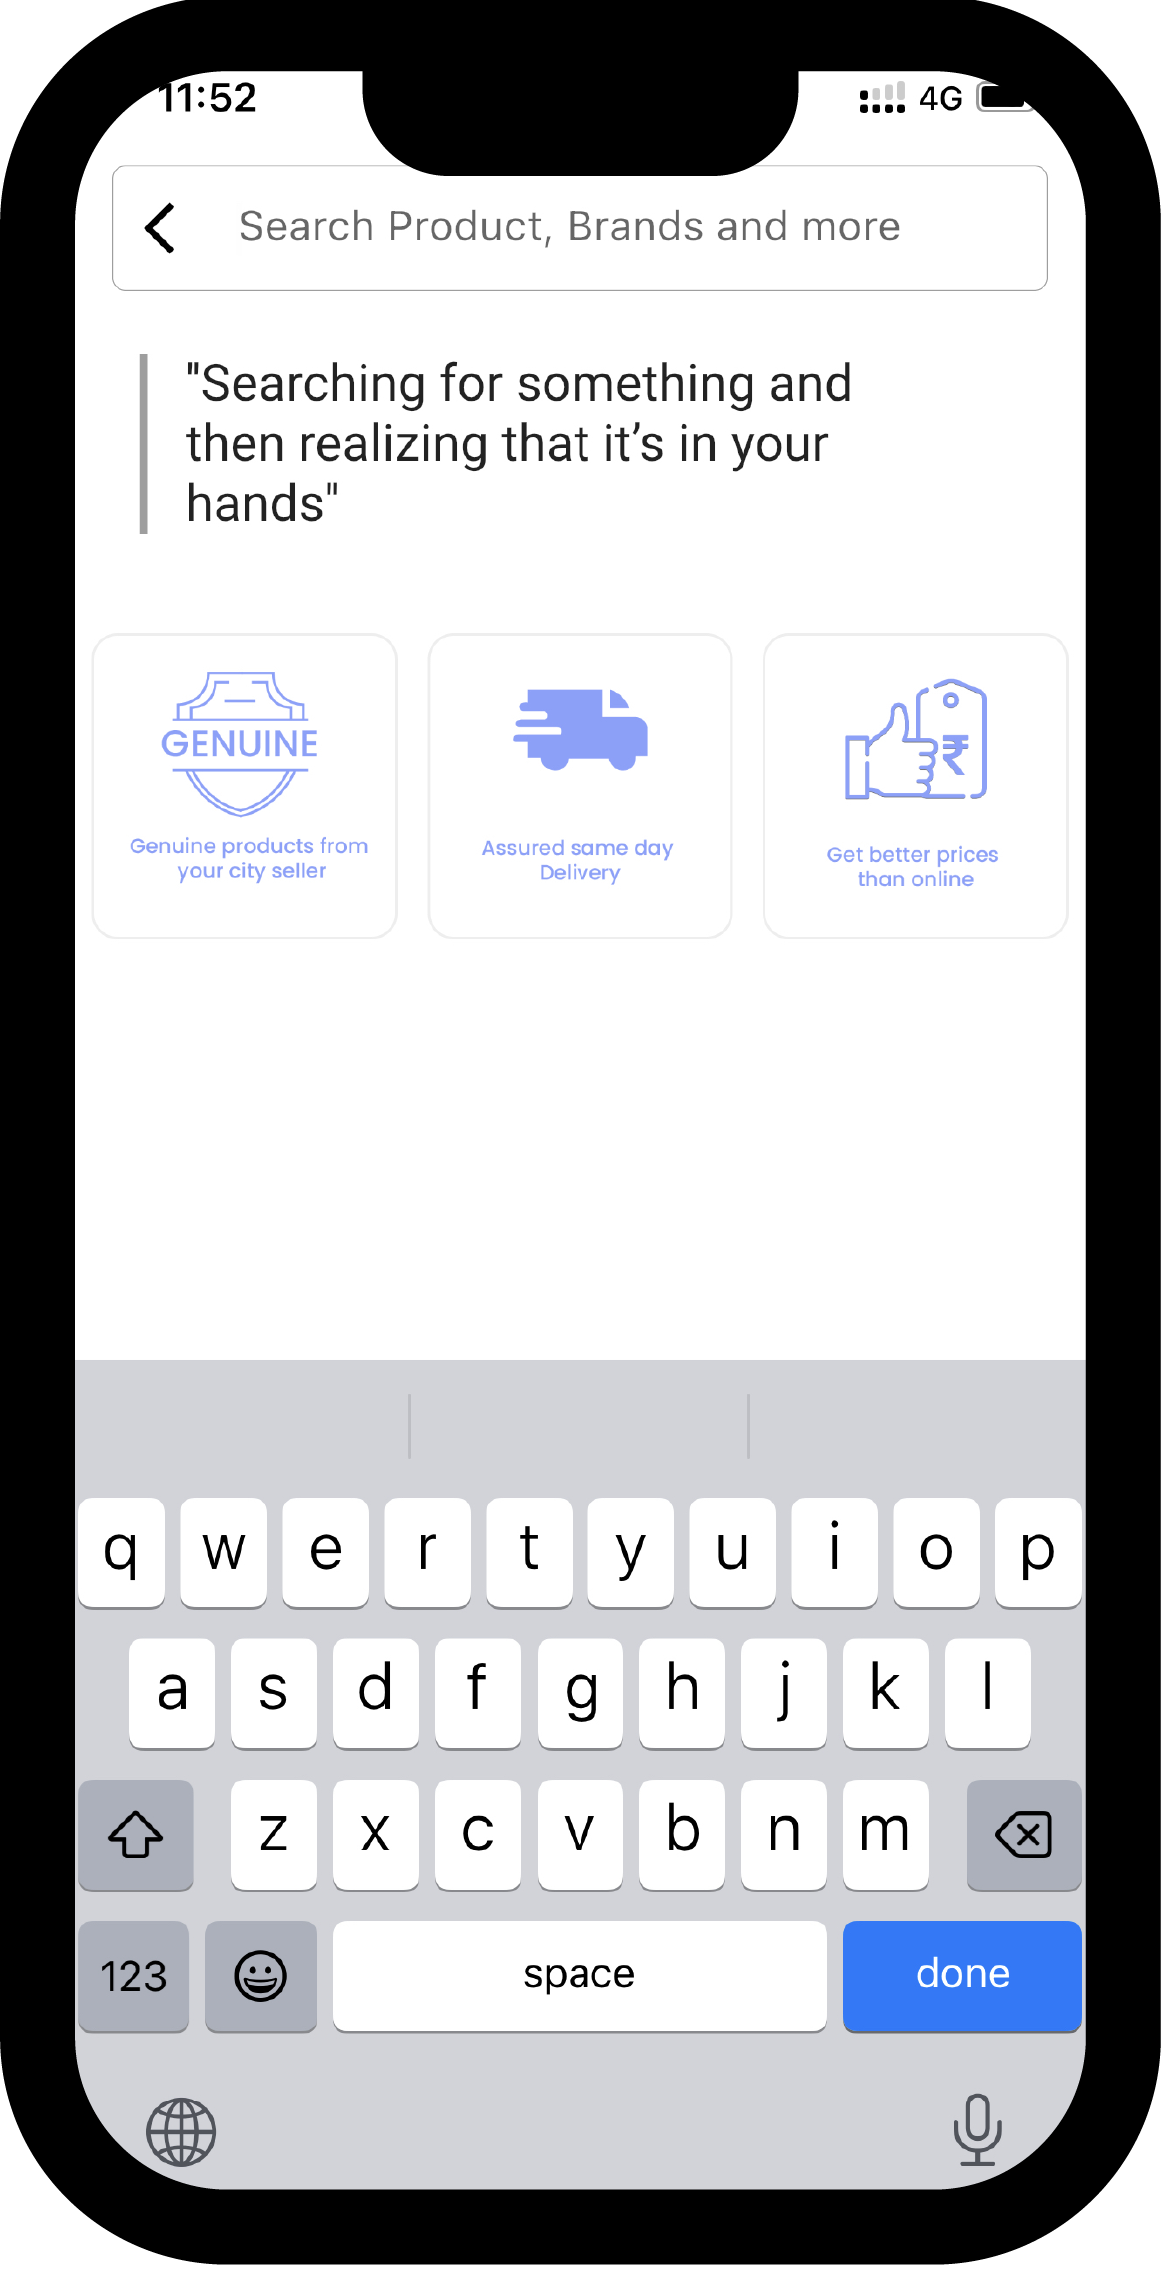 11:52
4G
Search Product, Brands and more
"Searching for something and
then realizing that it’s in your
hands"
GENUINE
Genuine products from
your city seller
Assured same day
Delivery
₹
Get better prices
than online
q w e r t y u i o p
a s d f g h j k l
z x c v b n m
123 space done